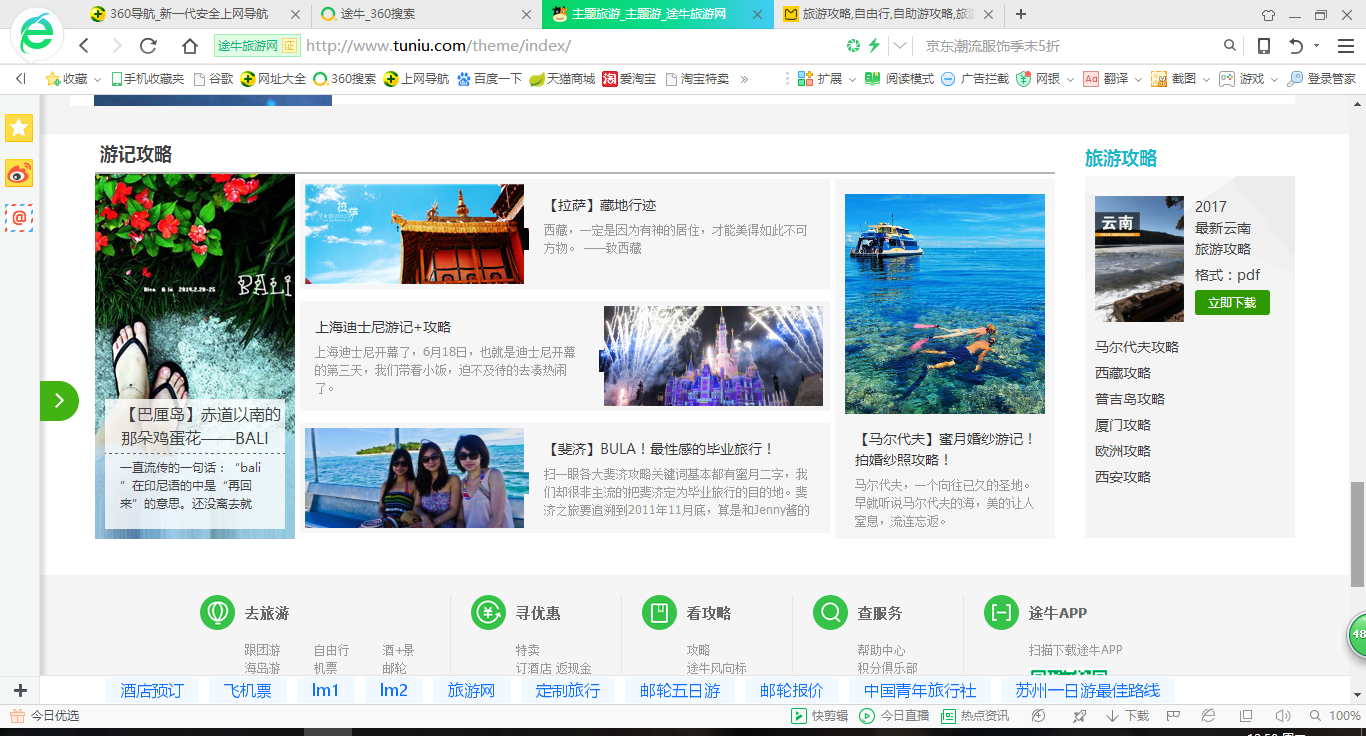 360导航_新一代安全上网导航
途牛_360搜索
主题旅游_主题游_途牛旅游网
旅游攻略,自由行,自助游攻略,旅游
途牛旅游网 证 http://www.tuniu.com/theme/index/
京东潮流服饰季末5折
收藏 手机收藏夹 谷歌 网址大全 360搜索 上网导航 百度一下 天猫商城 爱淘宝 淘宝特卖 »
扩展 阅读模式 广告拦截 网银 翻译 截图 游戏 登录管家
游记攻略
BALI
【巴厘岛】赤道以南的
那朵鸡蛋花——BALI
一直流传的一句话：“bali
”在印尼语的中是“再回
来”的意思。还没离去就
拉萨
【拉萨】藏地行迹
西藏，一定是因为有神的居住，才能美得如此不可
方物。 ——致西藏
上海迪士尼游记+攻略
上海迪士尼开幕了，6月18日，也就是迪士尼开幕
的第三天，我们带着小饭，迫不及待的去凑热闹
了。
【斐济】BULA！最性感的毕业旅行！
扫一眼各大斐济攻略关键词基本都有蜜月二字，我
们却很非主流的把斐济定为毕业旅行的目的地。斐
济之旅要追溯到2011年11月底，算是和Jenny酱的
【马尔代夫】蜜月婚纱游记！
拍婚纱照攻略！
马尔代夫，一个向往已久的圣地。
早就听说马尔代夫的海，美的让人
窒息，流连忘返。
旅游攻略
云南
2017
最新云南
旅游攻略
格式：pdf
立即下载
马尔代夫攻略
西藏攻略
普吉岛攻略
厦门攻略
欧洲攻略
西安攻略
去旅游
跟团游 自由行 酒+景
海岛游 机票 邮轮
寻优惠
特卖
订酒店 返现金
看攻略
攻略
途牛风向标
查服务
帮助中心
积分俱乐部
途牛APP
扫描下载途牛APP
48
酒店预订 飞机票 lm1 lm2 旅游网 定制旅行 邮轮五日游 邮轮报价 中国青年旅行社 苏州一日游最佳路线
今日优选
快剪辑 今日直播 热点资讯 下载 100%